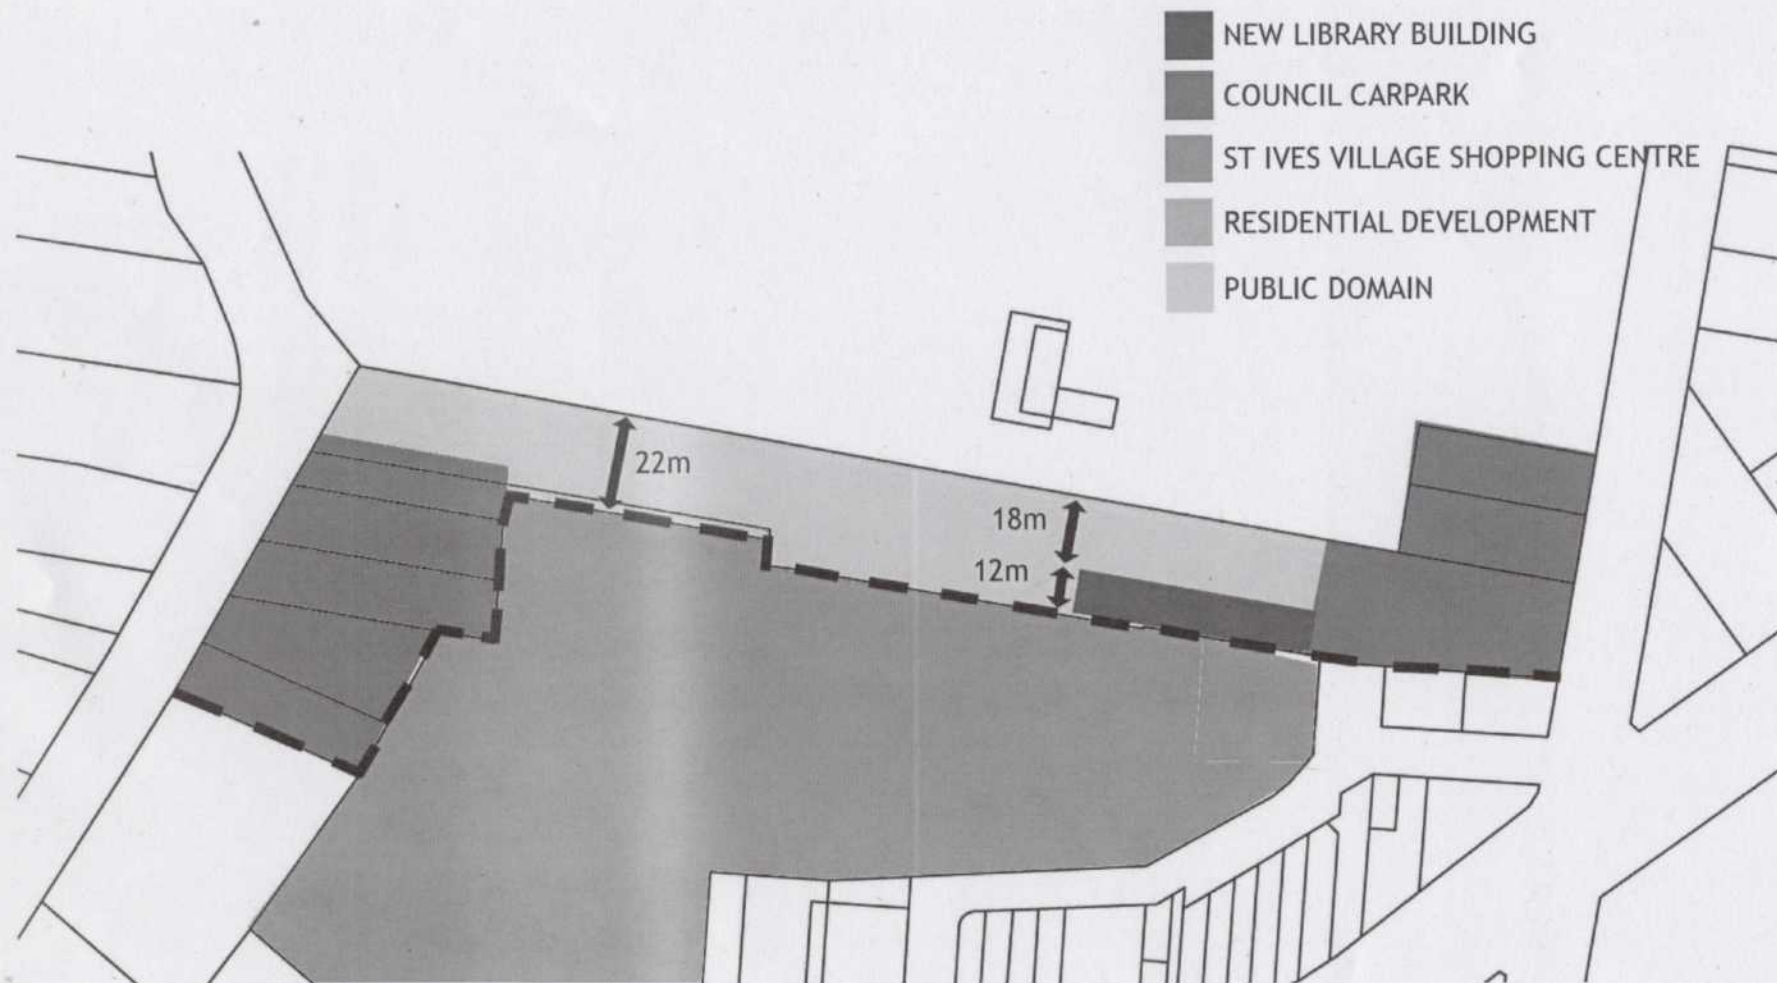 NEW LIBRARY BUILDING
COUNCIL CARPARK
ST IVES VILLAGE SHOPPING CENTRE
RESIDENTIAL DEVELOPMENT
PUBLIC DOMAIN
22m
18m
12m